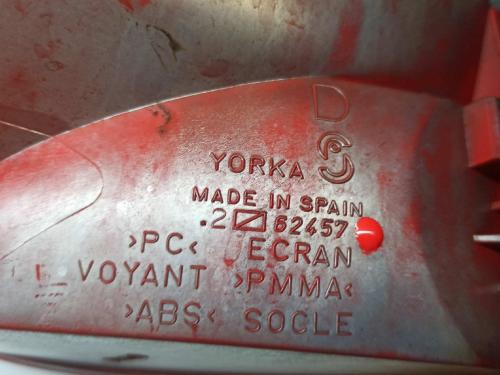 D
YORKA
MADE IN SPAIN
.2 62457
>PC< ECRAN
VOYANT >PMMA<
>ABS< SOCLE